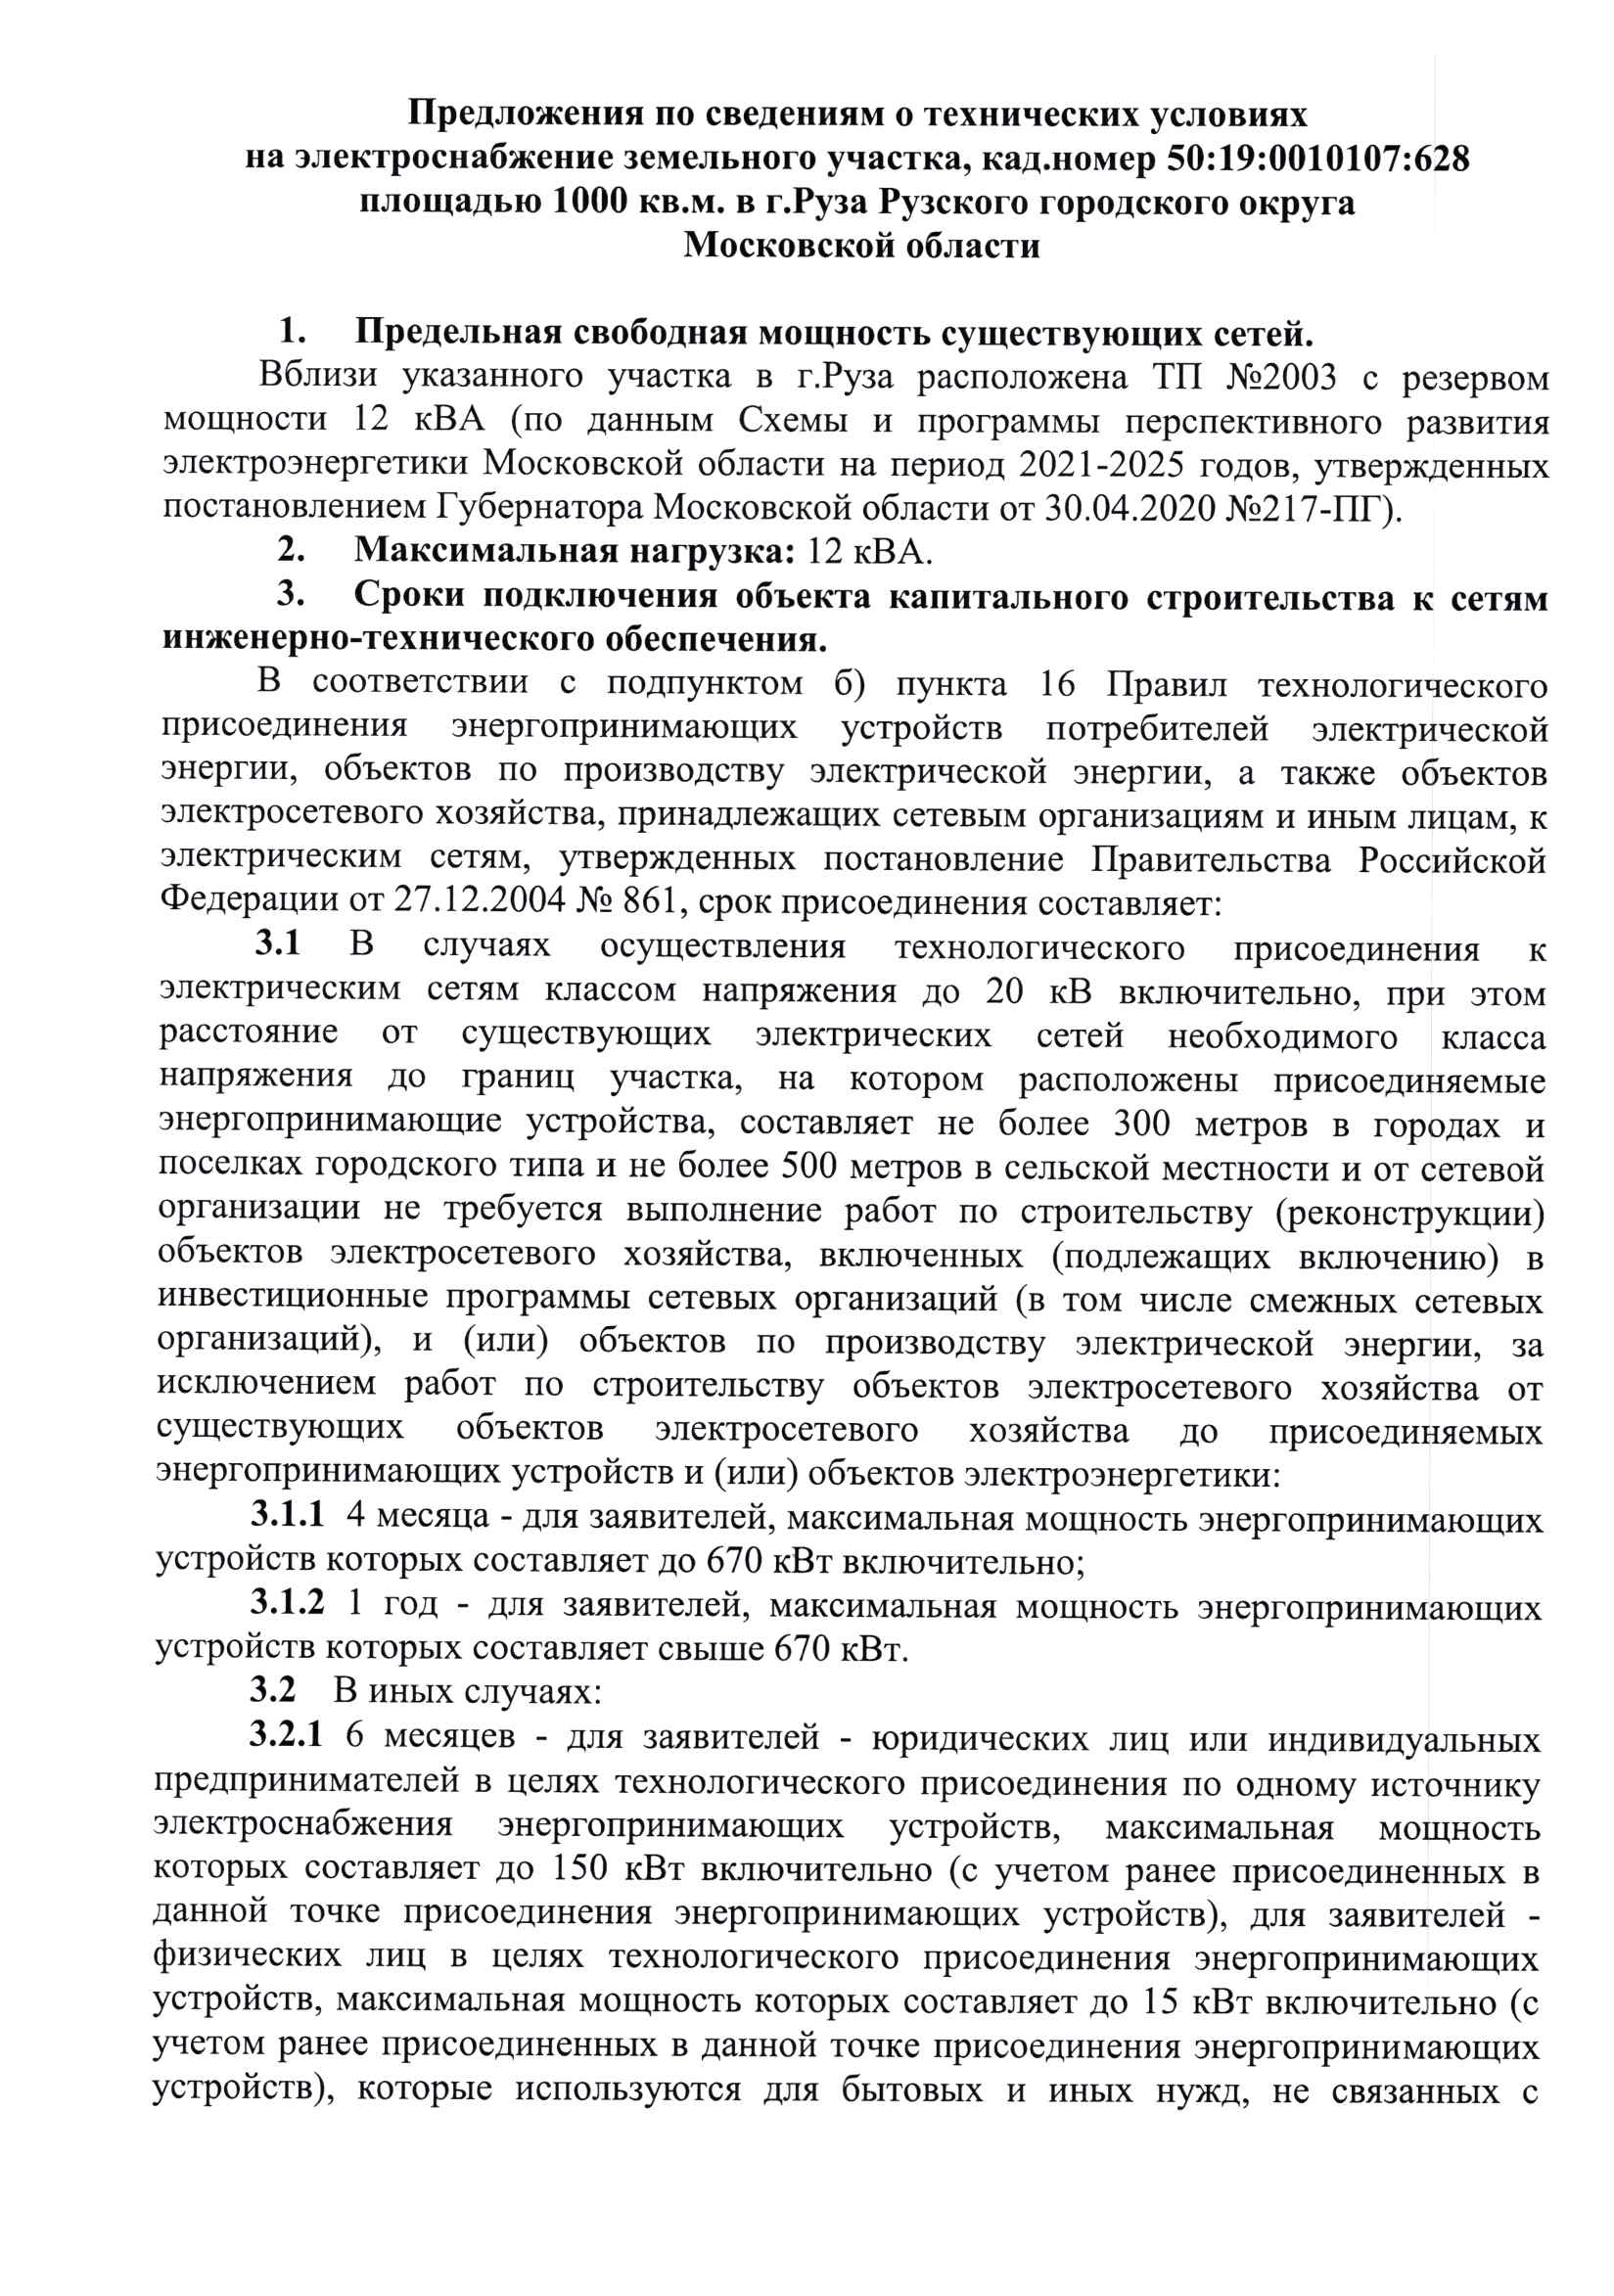 Предложения по сведениям о технических условиях
на электроснабжение земельного участка, кад.номер 50:19:0010107:628
площадью 1000 кв.м. в г.Руза Рузского городского округа
Московской области
1. Предельная свободная мощность существующих сетей.
Вблизи указанного участка в г.Руза расположена ТП №2003 с резервом
мощности 12 кВА (по данным Схемы и программы перспективного развития
электроэнергетики Московской области на период 2021-2025 годов, утвержденных
постановлением Губернатора Московской области от 30.04.2020 №217-ПГ).
2. Максимальная нагрузка: 12 кВА.
3. Сроки подключения объекта капитального строительства к сетям
инженерно-технического обеспечения.
В соответствии с подпунктом б) пункта 16 Правил технологического
присоединения энергопринимающих устройств потребителей электрической
энергии, объектов по производству электрической энергии, а также объектов
электросетевого хозяйства, принадлежащих сетевым организациям и иным лицам, к
электрическим сетям, утвержденных постановление Правительства Российской
Федерации от 27.12.2004 № 861, срок присоединения составляет:
3.1 В случаях осуществления технологического присоединения к
электрическим сетям классом напряжения до 20 кВ включительно, при этом
расстояние от существующих электрических сетей необходимого класса
напряжения до границ участка, на котором расположены присоединяемые
энергопринимающие устройства, составляет не более 300 метров в городах и
поселках городского типа и не более 500 метров в сельской местности и от сетевой
организации не требуется выполнение работ по строительству (реконструкции)
объектов электросетевого хозяйства, включенных (подлежащих включению) в
инвестиционные программы сетевых организаций (в том числе смежных сетевых
организаций), и (или) объектов по производству электрической энергии, за
исключением работ по строительству объектов электросетевого хозяйства от
существующих объектов электросетевого хозяйства до присоединяемых
энергопринимающих устройств и (или) объектов электроэнергетики:
3.1.1 4 месяца - для заявителей, максимальная мощность энергопринимающих
устройств которых составляет до 670 кВт включительно;
3.1.2 1 год - для заявителей, максимальная мощность энергопринимающих
устройств которых составляет свыше 670 кВт.
3.2 В иных случаях:
3.2.1 6 месяцев - для заявителей - юридических лиц или индивидуальных
предпринимателей в целях технологического присоединения по одному источнику
электроснабжения энергопринимающих устройств, максимальная мощность
которых составляет до 150 кВт включительно (с учетом ранее присоединенных в
данной точке присоединения энергопринимающих устройств), для заявителей -
физических лиц в целях технологического присоединения энергопринимающих
устройств, максимальная мощность которых составляет до 15 кВт включительно (с
учетом ранее присоединенных в данной точке присоединения энергопринимающих
устройств), которые используются для бытовых и иных нужд, не связанных с